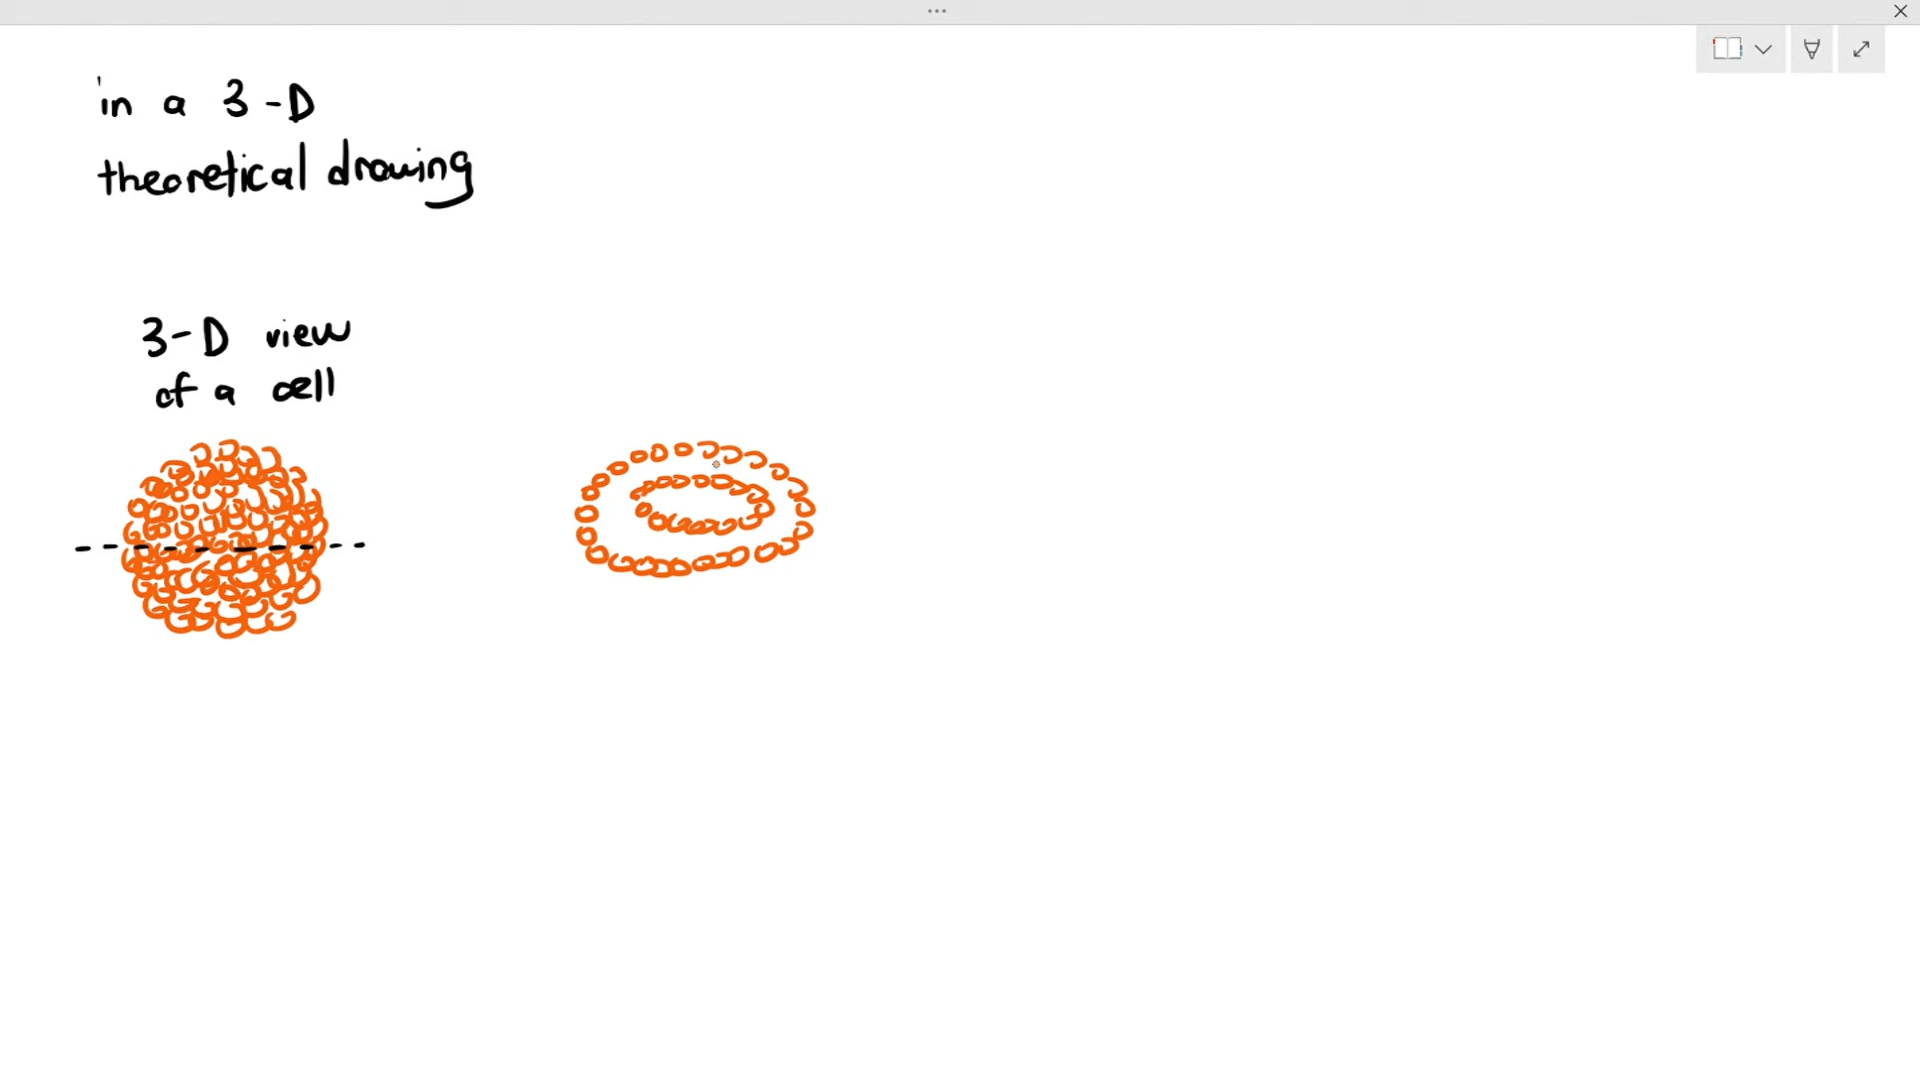 in a 3-D
theoretical drawing
3-D view
of a cell